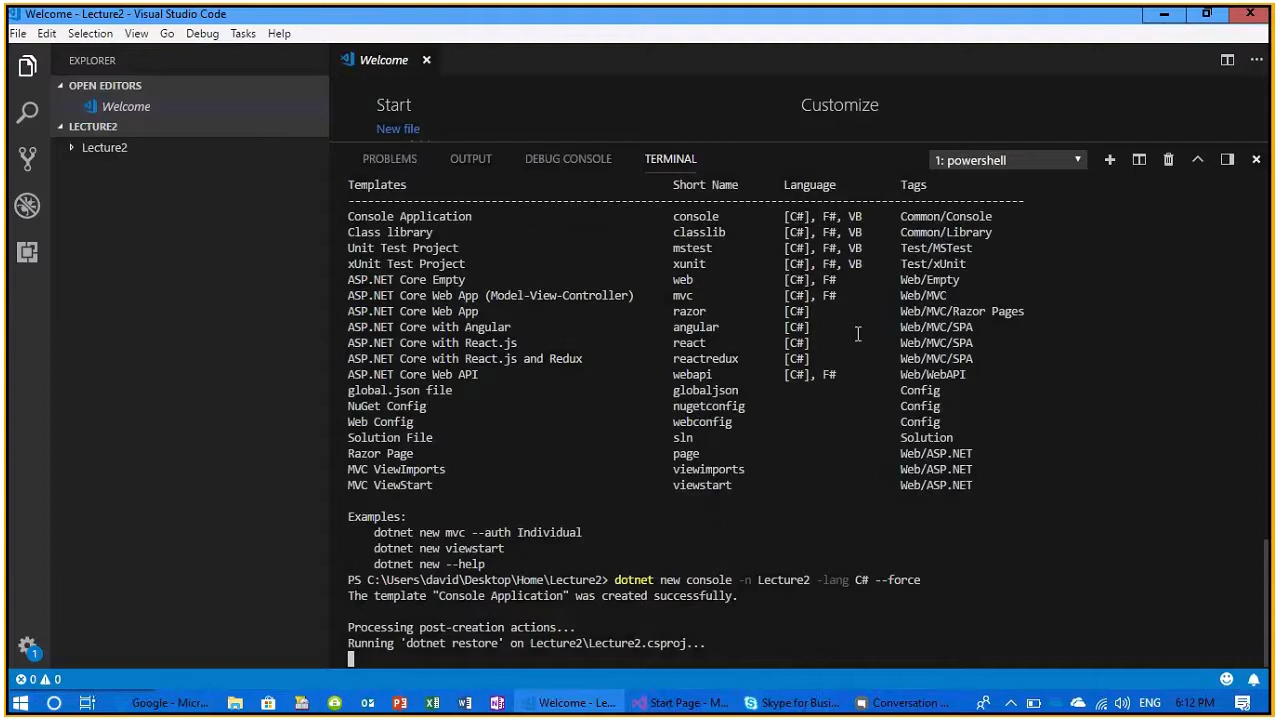 Welcome - Lecture2 - Visual Studio Code
File Edit Selection View Go Debug Tasks Help
EXPLORER
OPEN EDITORS
Welcome
LECTURE2
Lecture2
Welcome
Start
Customize
New file
PROBLEMS OUTPUT DEBUG CONSOLE TERMINAL 1: powershell
Templates Short Name Language Tags
----------------------------------------------------------------------------------------
Console Application console [C#], F#, VB Common/Console
Class library classlib [C#], F#, VB Common/Library
Unit Test Project mstest [C#], F#, VB Test/MSTest
xUnit Test Project xunit [C#], F#, VB Test/xUnit
ASP.NET Core Empty web [C#], F# Web/Empty
ASP.NET Core Web App (Model-View-Controller) mvc [C#], F# Web/MVC
ASP.NET Core Web App razor [C#] Web/MVC/Razor Pages
ASP.NET Core with Angular angular [C#] Web/MVC/SPA
ASP.NET Core with React.js react [C#] Web/MVC/SPA
ASP.NET Core with React.js and Redux reactredux [C#] Web/MVC/SPA
ASP.NET Core Web API webapi [C#], F# Web/WebAPI
global.json file globaljson Config
NuGet Config nugetconfig Config
Web Config webconfig Config
Solution File sln Solution
Razor Page page Web/ASP.NET
MVC ViewImports viewimports Web/ASP.NET
MVC ViewStart viewstart Web/ASP.NET
Examples:
dotnet new mvc --auth Individual
dotnet new viewstart
dotnet new --help
PS C:\Users\david\Desktop\Home\Lecture2> dotnet new console -n Lecture2 -lang C# --force
The template "Console Application" was created successfully.
Processing post-creation actions...
Running 'dotnet restore' on Lecture2\Lecture2.csproj...
1
0 0
Google - Micr... Welcome - Le... Start Page - M... Skype for Busi... Conversation ... ENG 6:12 PM